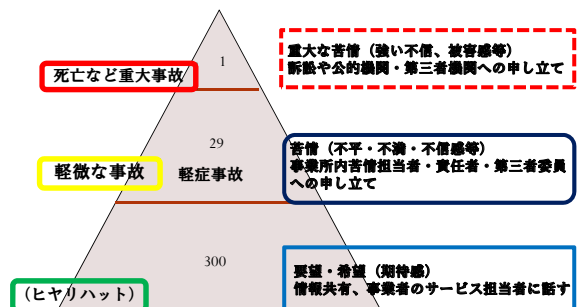 1
死亡など重大事故
重大な苦情（強い不信、被害感等）
訴訟や公的機関・第三者機関への申し立て
29
軽微な事故
軽症事故
苦情（不平・不満・不信感等）
事業所内苦情担当者・責任者・第三者委員
への申し立て
300
（ヒヤリハット）
要望・希望（期待感）
情報共有、事業者のサービス担当者に話す